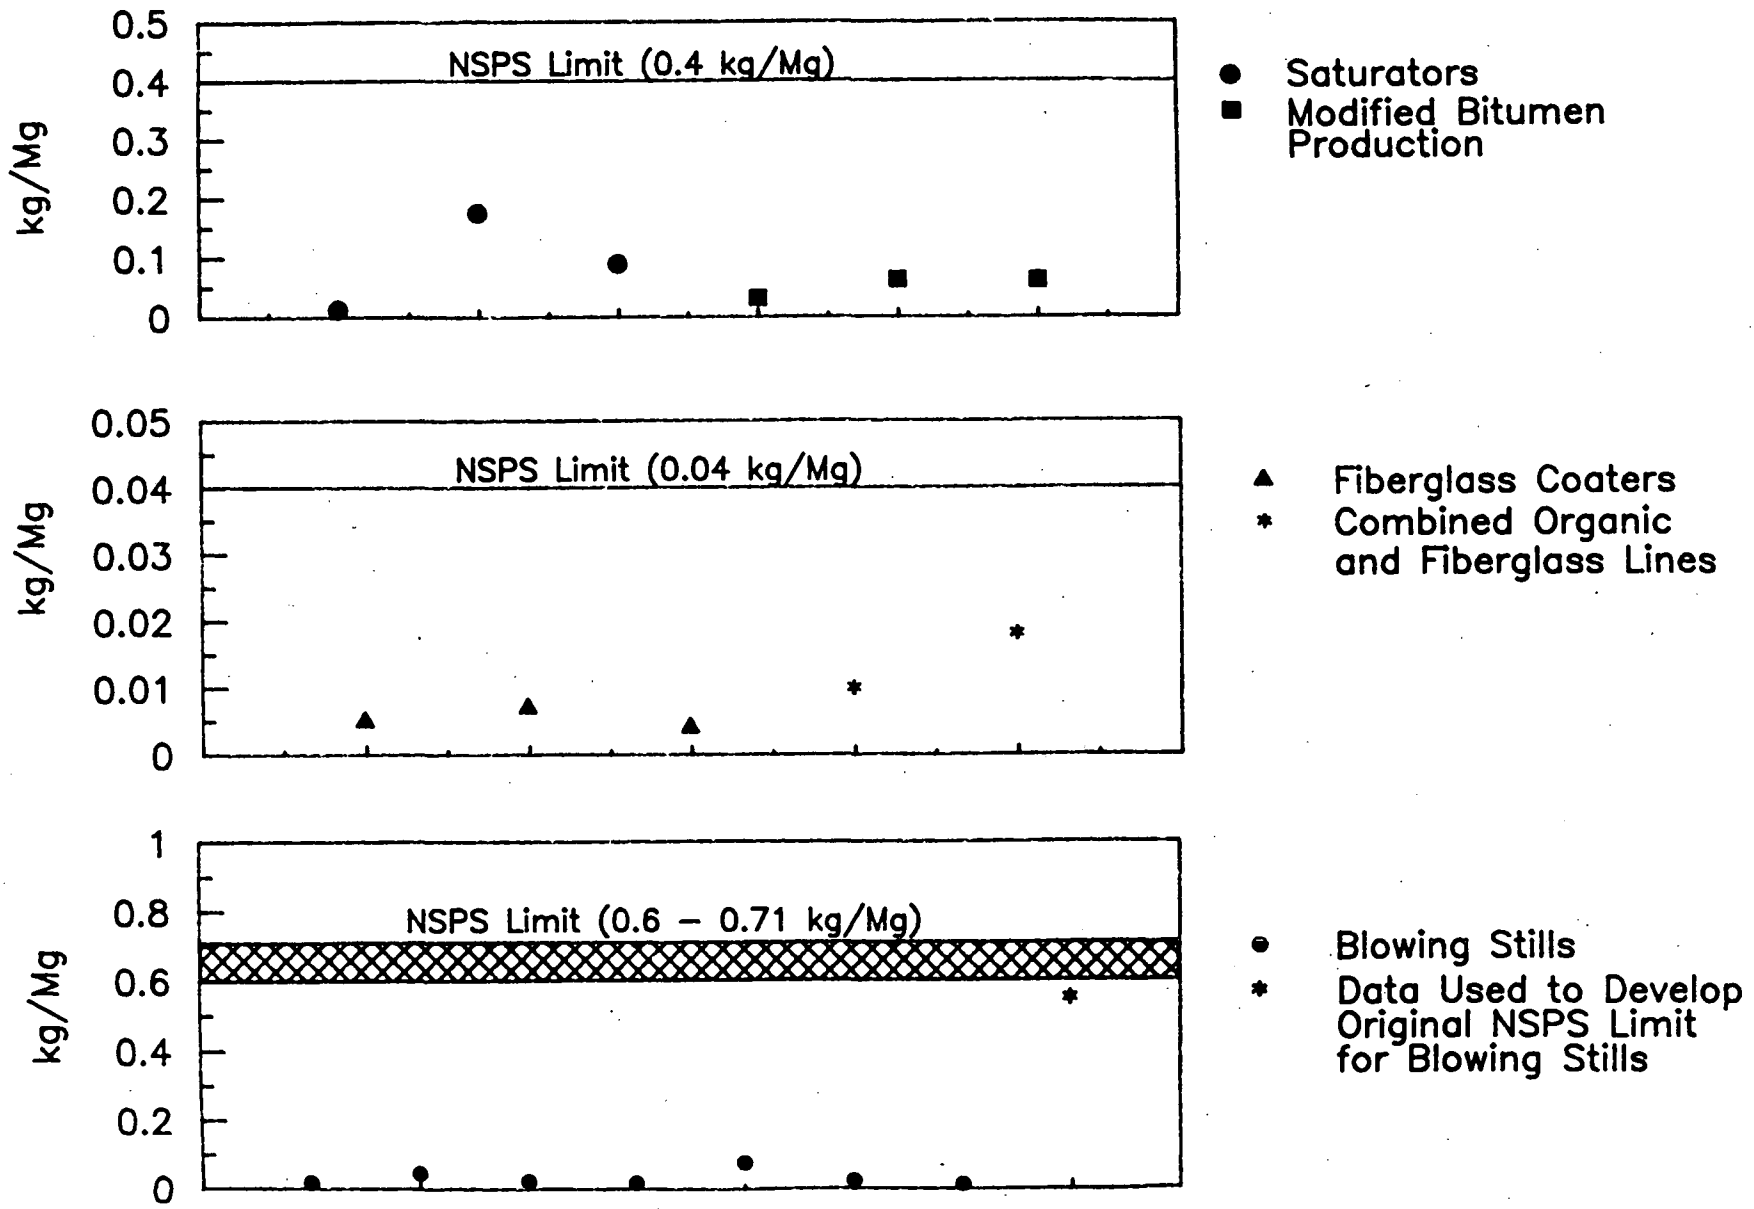 0.5
NSPS Limit (0.4 kg/Mg)
0.4
0.3
0.2
0.1
0
kg/Mg
Saturators
Modified Bitumen
Production
0.05
NSPS Limit (0.04 kg/Mg)
0.04
0.03
0.02
0.01
0
kg/Mg
Fiberglass Coaters
Combined Organic
and Fiberglass Lines
1
0.8
NSPS Limit (0.6 – 0.71 kg/Mg)
0.6
0.4
0.2
0
kg/Mg
Blowing Stills
Data Used to Develop
Original NSPS Limit
for Blowing Stills